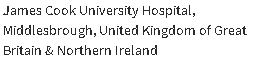 James Cook University Hospital,
Middlesbrough, United Kingdom of Great
Britain & Northern Ireland